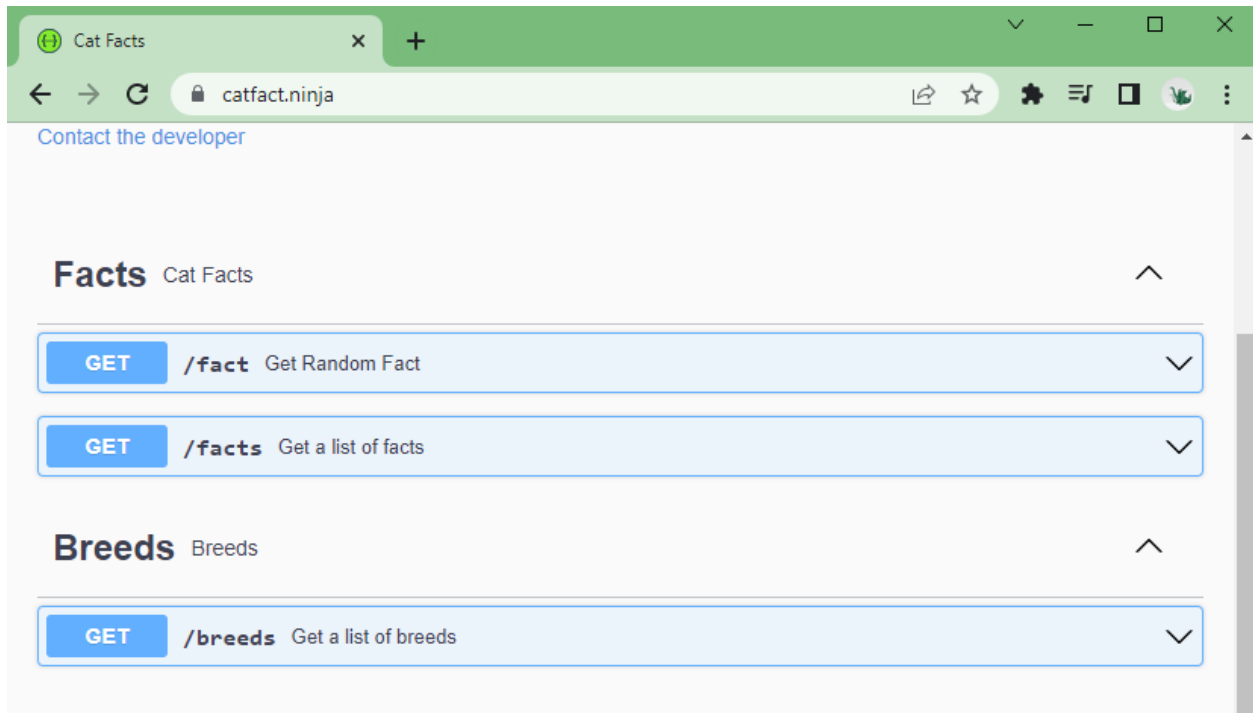 Cat Facts
catfact.ninja
Contact the developer
Facts Cat Facts
GET /fact Get Random Fact
GET /facts Get a list of facts
Breeds Breeds
GET /breeds Get a list of breeds